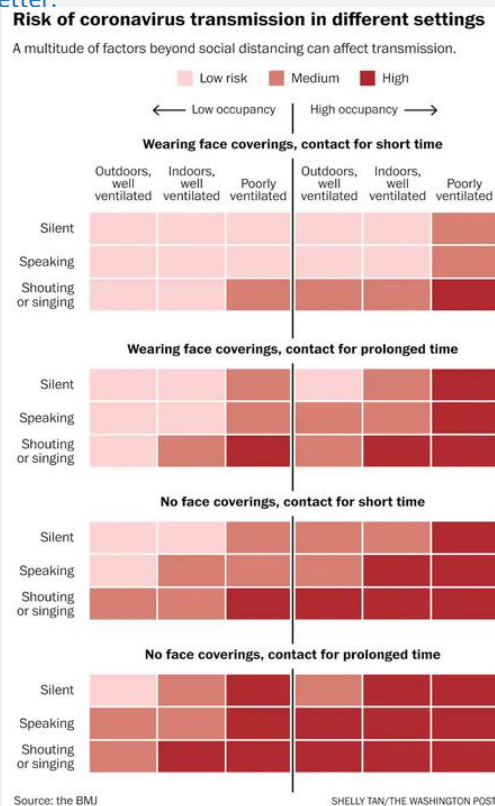 etter.
Risk of coronavirus transmission in different settings
A multitude of factors beyond social distancing can affect transmission.
Low risk Medium High
← Low occupancy High occupancy →
Wearing face coverings, contact for short time
Outdoors, well ventilated
Indoors, well ventilated
Poorly ventilated
Outdoors, well ventilated
Indoors, well ventilated
Poorly ventilated
Silent
Speaking
Shouting
or singing
Wearing face coverings, contact for prolonged time
Silent
Speaking
Shouting
or singing
No face coverings, contact for short time
Silent
Speaking
Shouting
or singing
No face coverings, contact for prolonged time
Silent
Speaking
Shouting
or singing
Source: the BMJ SHELLY TAN/THE WASHINGTON POST